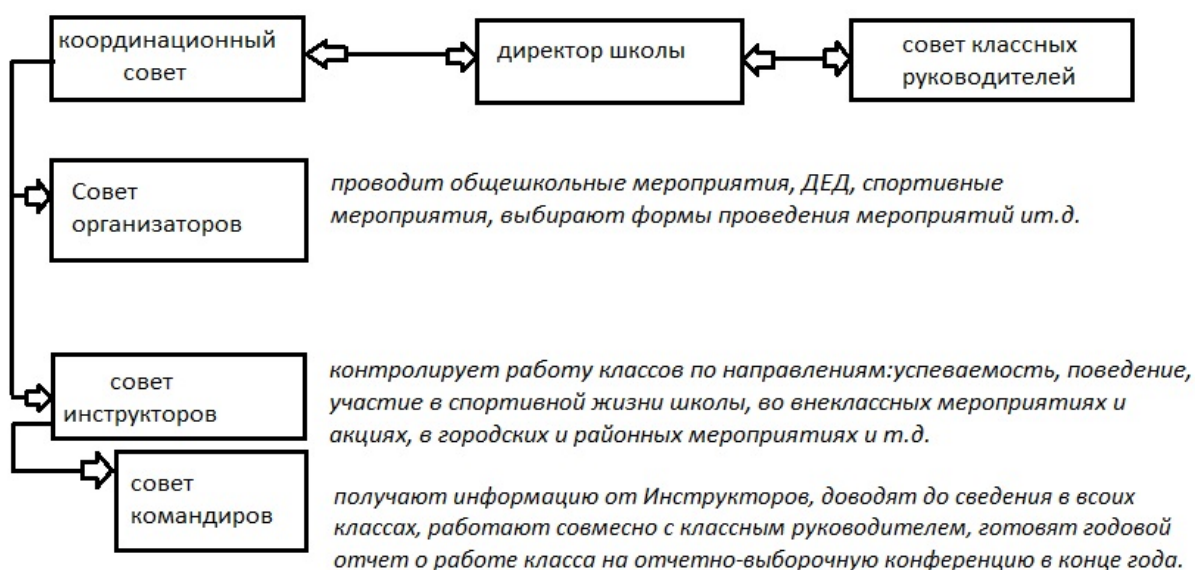 координационный
совет
директор школы
совет классных
руководителей
Совет
организаторов
проводит общешкольные мероприятия, ДЕД, спортивные
мероприятия, выбирают формы проведения мероприятий ит.д.
совет
инструкторов
контролирует работу классов по направлениям:успеваемость, поведение,
участие в спортивной жизни школы, во внеклассных мероприятиях и
акциях, в городских и районных мероприятиях и т.д.
совет
командиров
получают информацию от Инструкторов, доводят до сведения в всоих
классах, работают совмесно с классным руководителем, готовят годовой
отчет о работе класса на отчетно-выборочную конференцию в конце года.